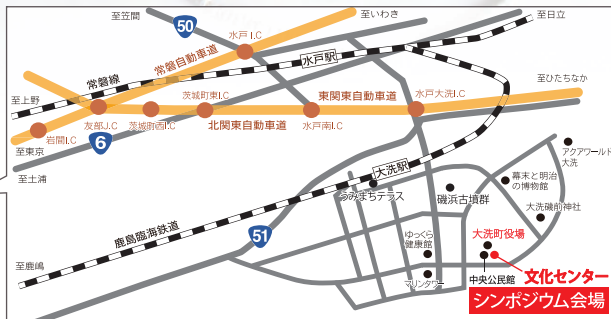 至笠間
至いわき
至日立
50
水戸I.C
水戸駅
常磐自動車道
常磐線
至ひたちなか
茨城町東I.C
東関東自動車道
水戸大洗I.C
至上野
友部J.C
茨城町西I.C
北関東自動車道
水戸南I.C
岩間I.C
6
至東京
至土浦
大洗駅
アクアワールド
大洗
うみまちテラス
磯浜古墳群
幕末と明治
の博物館
大洗磯前神社
鹿島臨海鉄道
51
ゆっくら
健康館
大洗町役場
至鹿嶋
マリンタワー
中央公民館
文化センター
シンポジウム会場